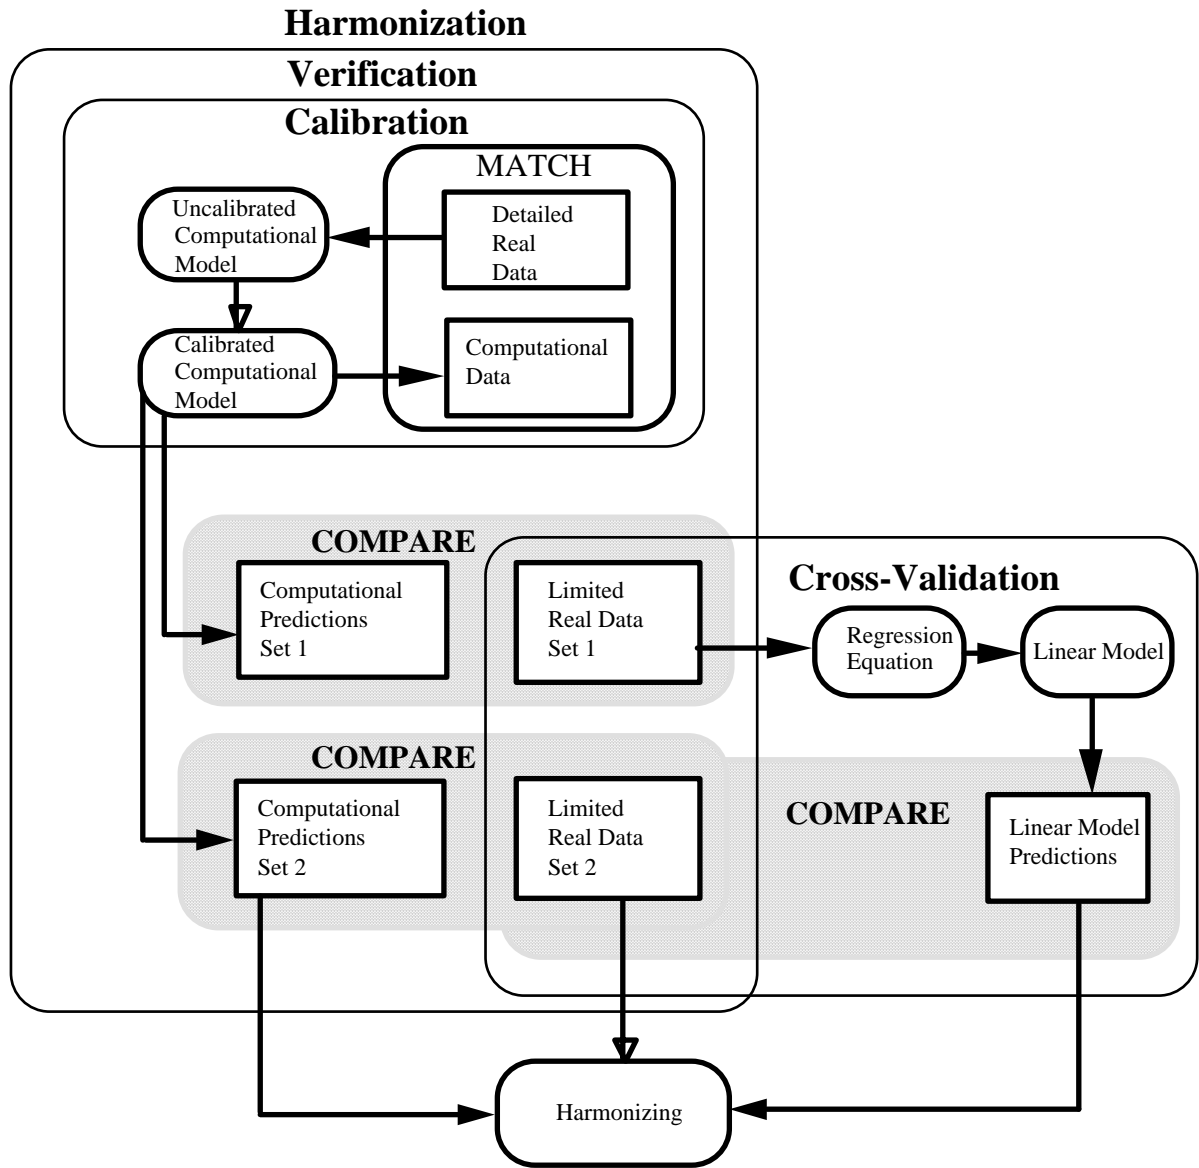 Harmonization
Verification
Calibration
MATCH
Uncalibrated
Computational
Model
Detailed
Real
Data
Calibrated
Computational
Model
Computational
Data
COMPARE
Computational
Predictions
Set 1
Limited
Real Data
Set 1
Cross-Validation
Regression
Equation
Linear Model
COMPARE
Computational
Predictions
Set 2
Limited
Real Data
Set 2
COMPARE
Linear Model
Predictions
Harmonizing